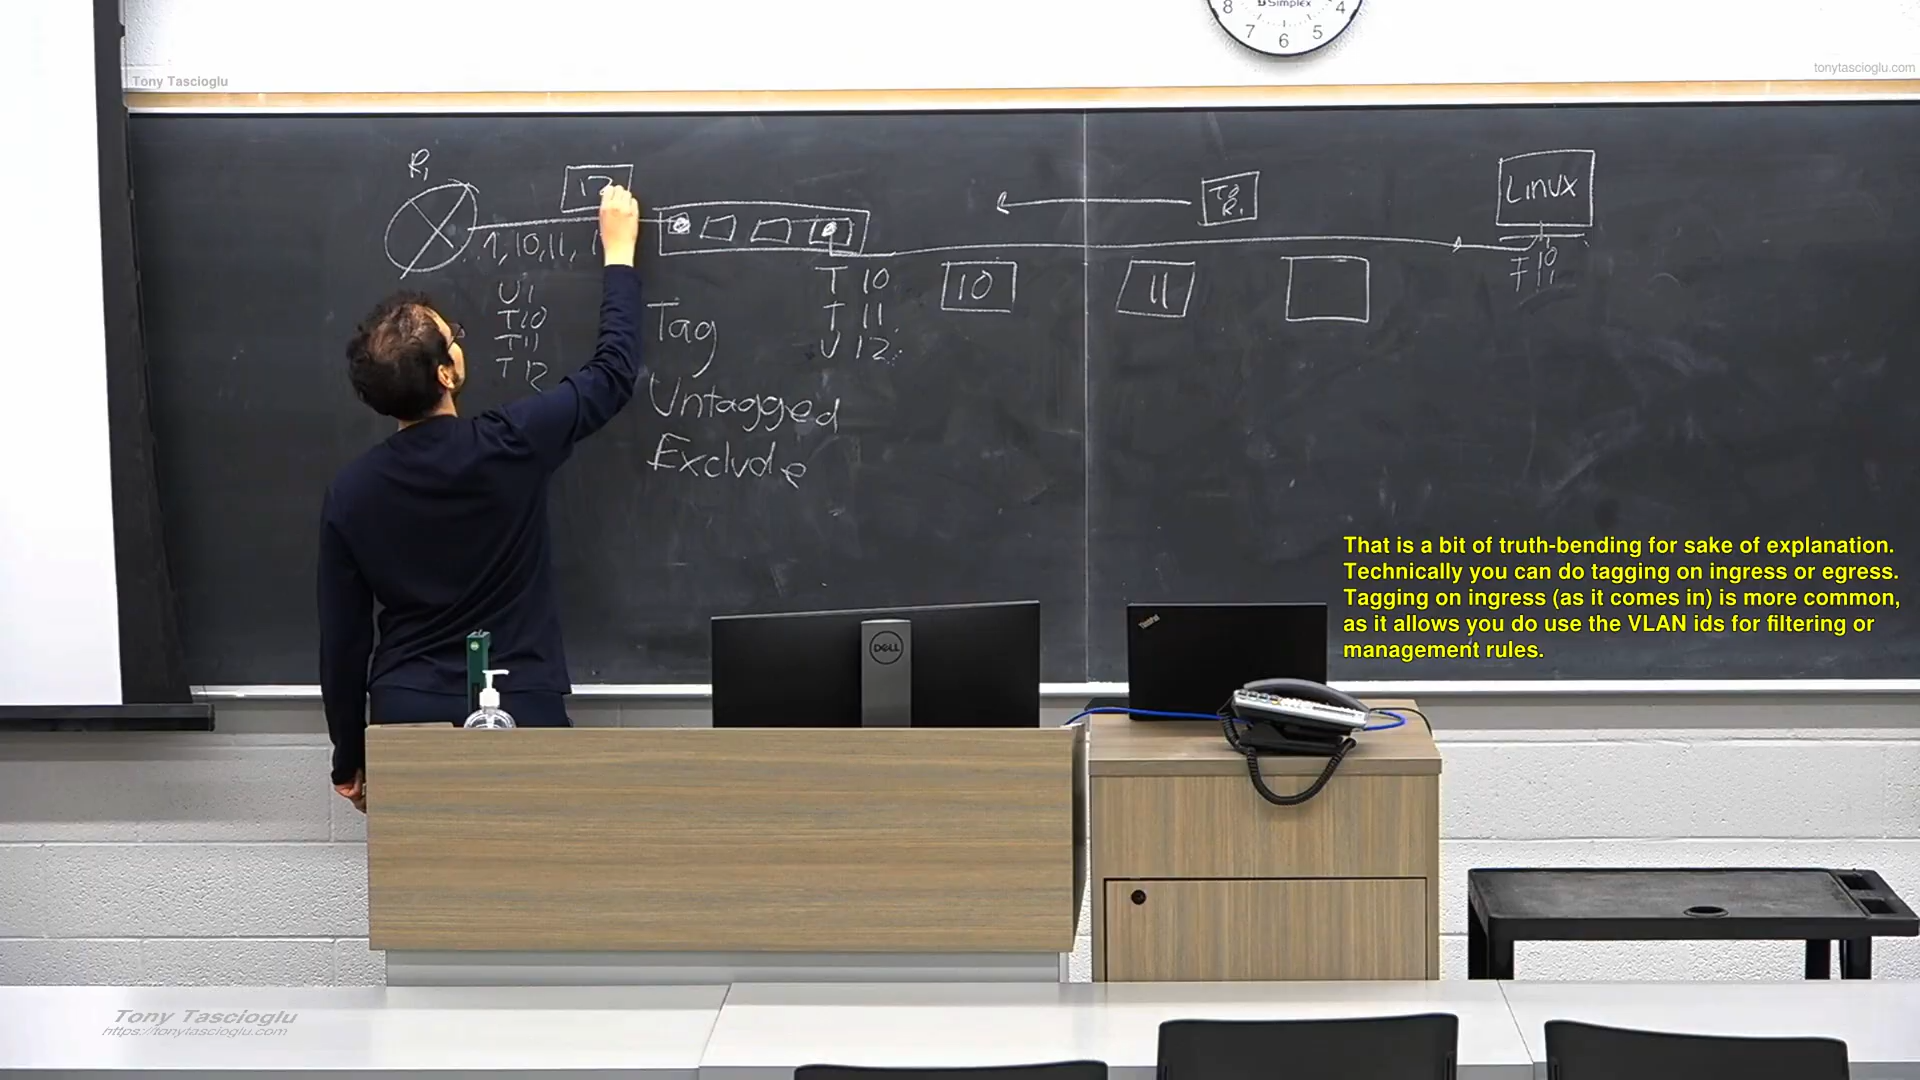 8 Simplex 4
7 6 5
Tony Tascioglu
tonytascioglu.com
R1
12
To
R1
Linux
1, 10, 11, 1
U 1
T 10
T 11
T 12
Tag
Untagged
Exclude
T 10
T 11
U 12
10
11
T 10
That is a bit of truth-bending for sake of explanation.
Technically you can do tagging on ingress or egress.
Tagging on ingress (as it comes in) is more common,
as it allows you do use the VLAN ids for filtering or
management rules.
DELL
ThinkPad
Tony Tascioglu
https://tonytascioglu.com